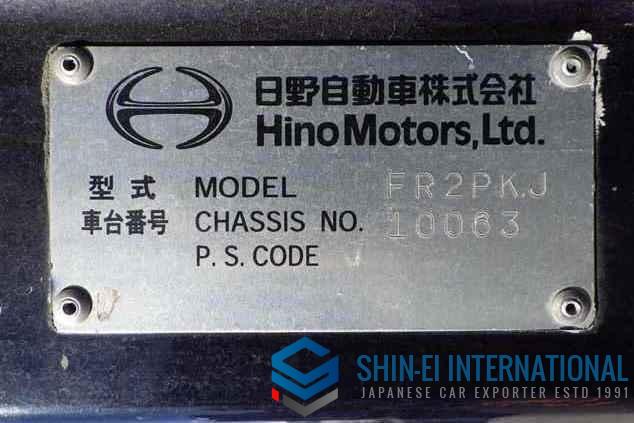 日野自動車株式会社
Hino Motors, Ltd.
型式 MODEL FR2PKJ
車台番号 CHASSIS NO. 10063
P. S. CODE
SHIN-EI INTERNATIONAL
JAPANESE CAR EXPORTER ESTD 1991